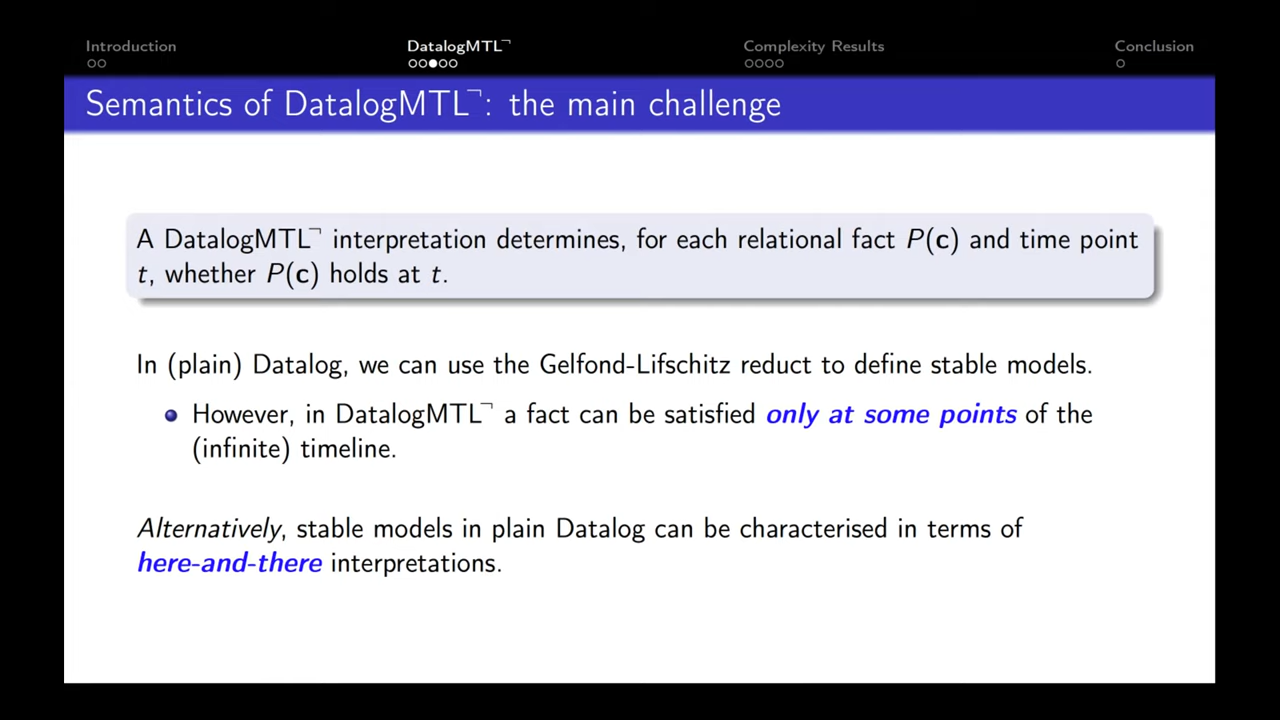 Introduction
DatalogMTL¬
Complexity Results
Conclusion
Semantics of DatalogMTL¬: the main challenge
A DatalogMTL¬ interpretation determines, for each relational fact P(c) and time point
t, whether P(c) holds at t.
In (plain) Datalog, we can use the Gelfond-Lifschitz reduct to define stable models.
However, in DatalogMTL¬ a fact can be satisfied only at some points of the
(infinite) timeline.
Alternatively, stable models in plain Datalog can be characterised in terms of
here-and-there interpretations.